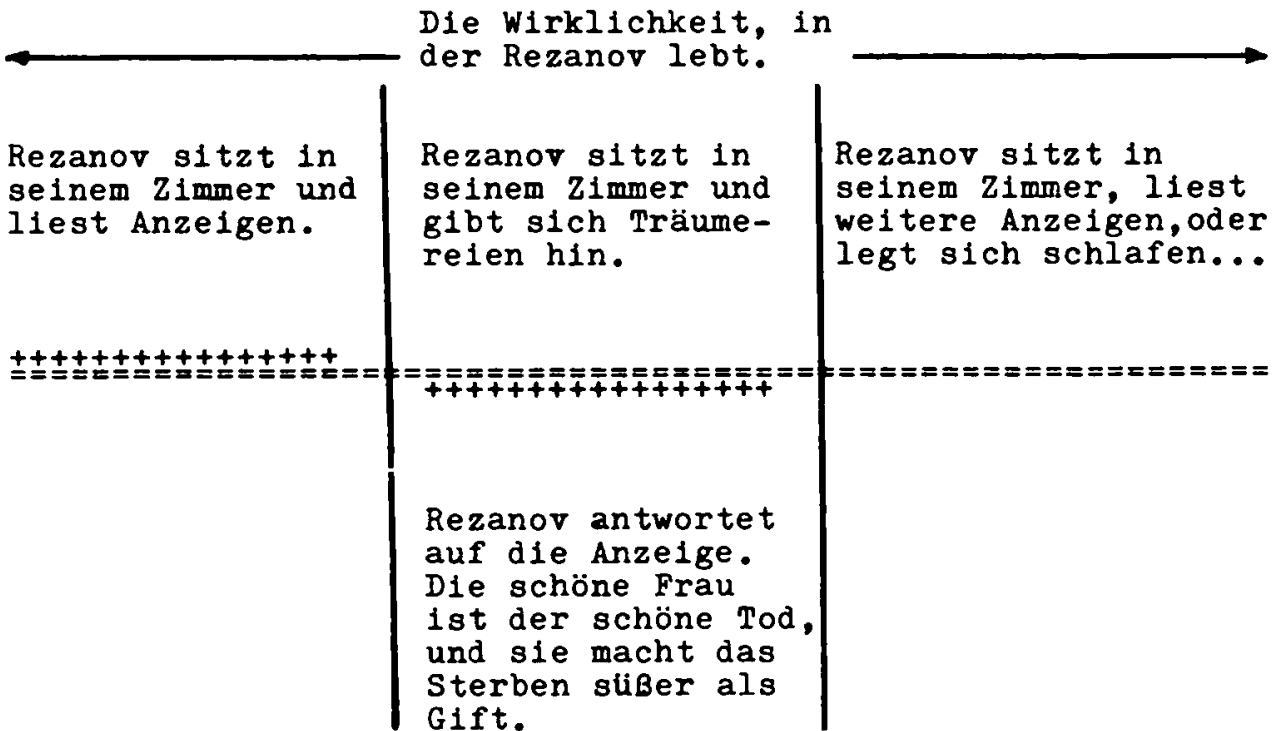 Die Wirklichkeit, in
der Rezanov lebt.
Rezanov sitzt in
seinem Zimmer und
liest Anzeigen.
Rezanov sitzt in
seinem Zimmer und
gibt sich Träume-
reien hin.
Rezanov sitzt in
seinem Zimmer, liest
weitere Anzeigen,oder
legt sich schlafen...
Rezanov antwortet
auf die Anzeige.
Die schöne Frau
ist der schöne Tod,
und sie macht das
Sterben süßer als
Gift.